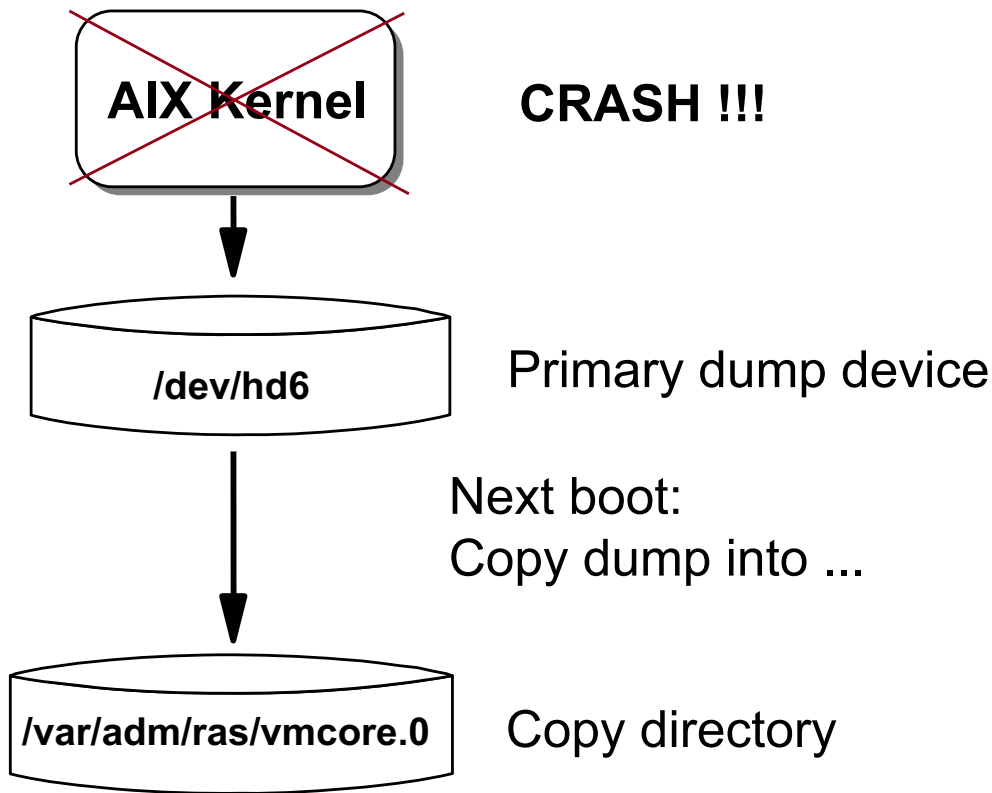 AIX Kernel
CRASH !!!
/dev/hd6
Primary dump device
Next boot:
Copy dump into ...
/var/adm/ras/vmcore.0
Copy directory